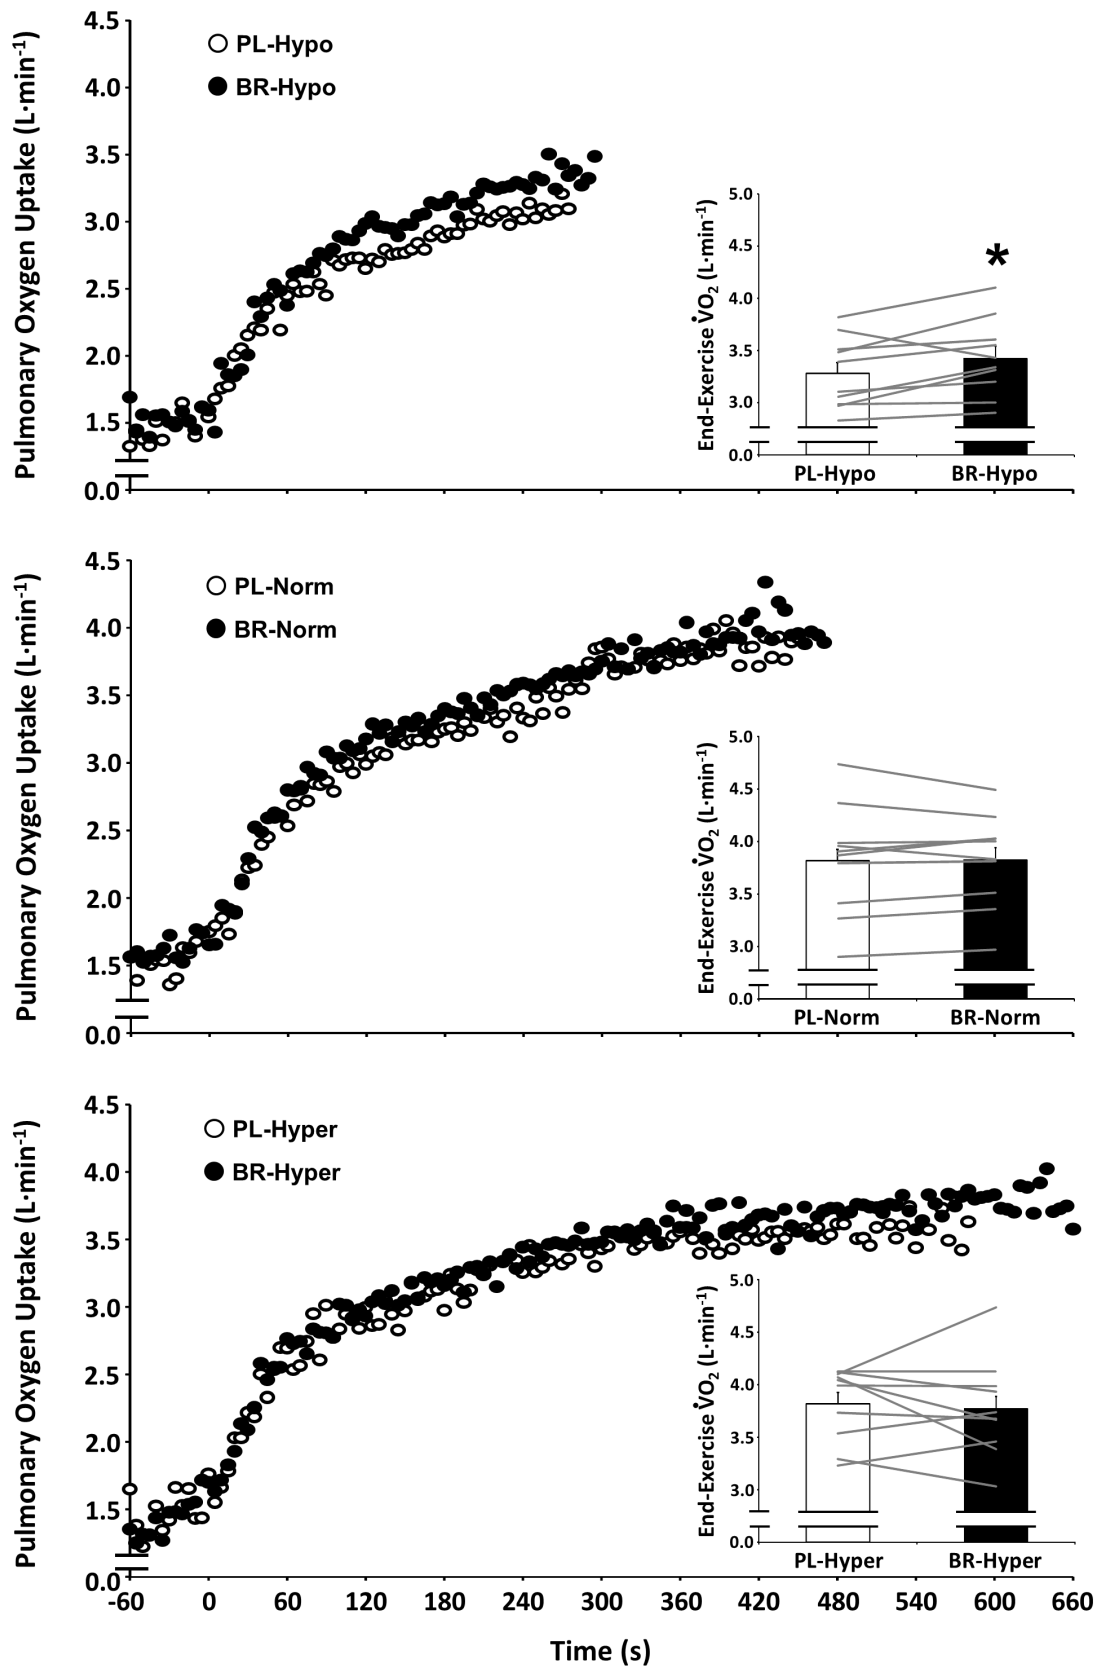 Pulmonary Oxygen Uptake (L·min⁻¹)
4.5
4.0
3.5
3.0
2.5
2.0
1.5
0.0
PL-Hypo
BR-Hypo
End-Exercise V̇O₂ (L·min⁻¹)
5.0
4.5
4.0
3.5
3.0
0.0
*
PL-Hypo BR-Hypo
Pulmonary Oxygen Uptake (L·min⁻¹)
4.5
4.0
3.5
3.0
2.5
2.0
1.5
0.0
PL-Norm
BR-Norm
End-Exercise V̇O₂ (L·min⁻¹)
5.0
4.5
4.0
3.5
3.0
0.0
PL-Norm BR-Norm
Pulmonary Oxygen Uptake (L·min⁻¹)
4.5
4.0
3.5
3.0
2.5
2.0
1.5
0.0
PL-Hyper
BR-Hyper
End-Exercise V̇O₂ (L·min⁻¹)
5.0
4.5
4.0
3.5
3.0
0.0
PL-Hyper BR-Hyper
-60 0 60 120 180 240 300 360 420 480 540 600 660
Time (s)